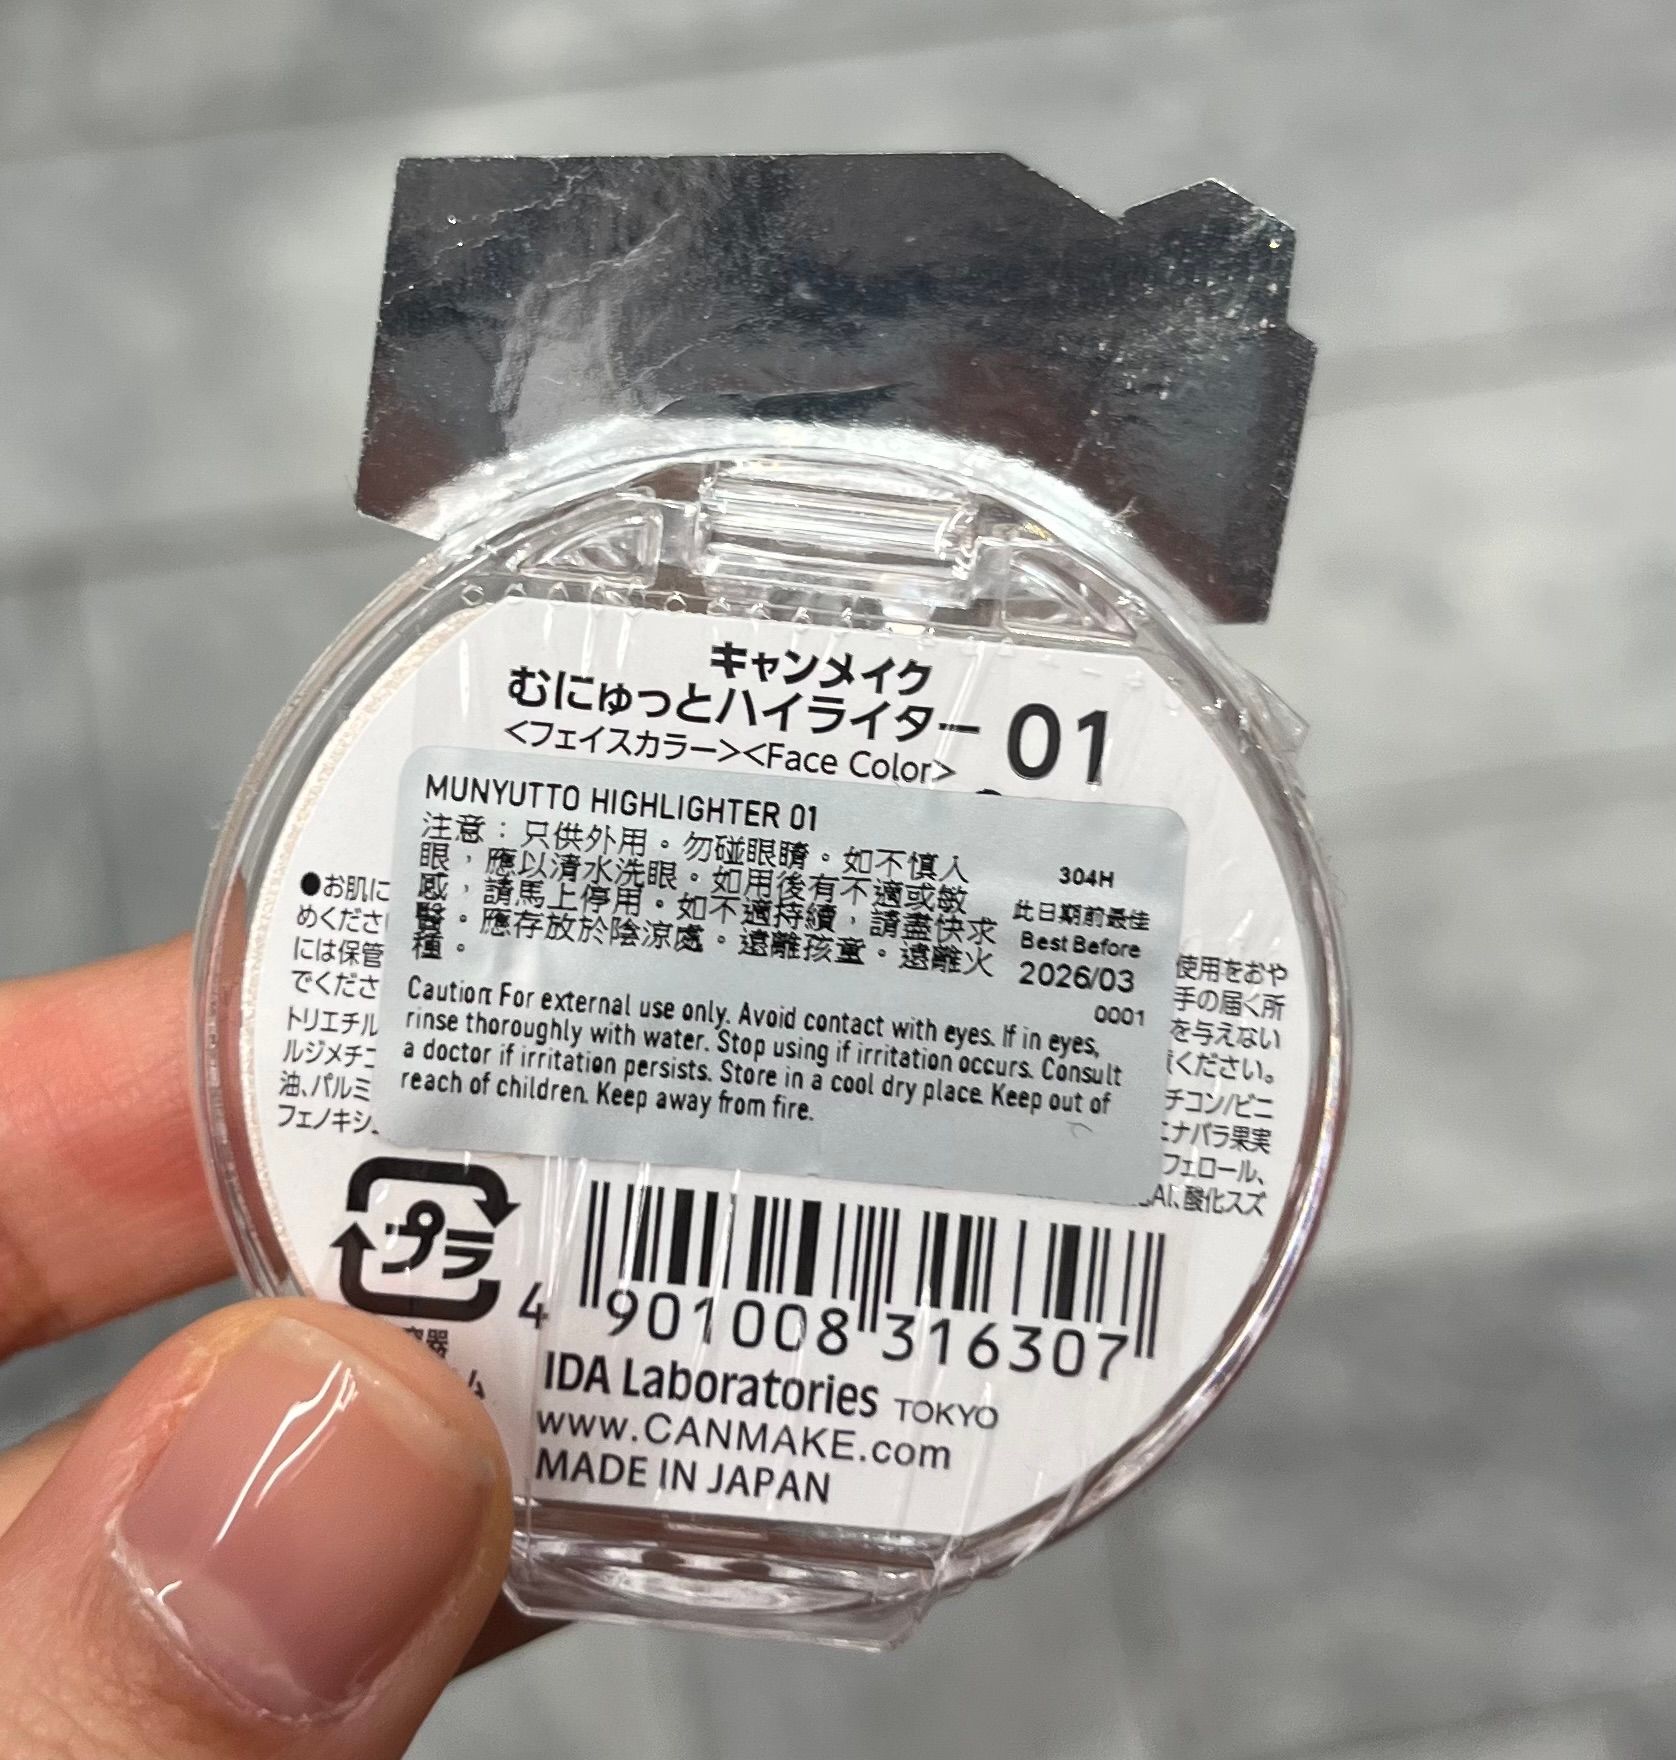 キャンメイク
むにゅっとハイライター 01
<フェイスカラー><Face Color>
MUNYUTTO HIGHLIGHTER 01
注意：只供外用。勿碰眼睛。如不慎入
眼，應以清水洗眼。如用後有不適或敏
感，請馬上停用。如不適持續，請盡快求
醫。應存放於陰涼處。遠離孩童。遠離火
種。
304H
此日期前最佳
Best Before
2026/03
0001
Caution: For external use only. Avoid contact with eyes. If in eyes,
rinse thoroughly with water. Stop using if irritation occurs. Consult
a doctor if irritation persists. Store in a cool dry place. Keep out of
reach of children. Keep away from fire.
●お肌に
めくださ
には保管
でくださ
トリエチル
ルジメチコ
油、パルミ
フェノキシ
使用をおや
手の届く所
を与えない
ください。
チコン/ビニ
ナバラ果実
フェロール、
酸化スズ
プラ
容器
4 901008 316307
IDA Laboratories TOKYO
www.CANMAKE.com
MADE IN JAPAN